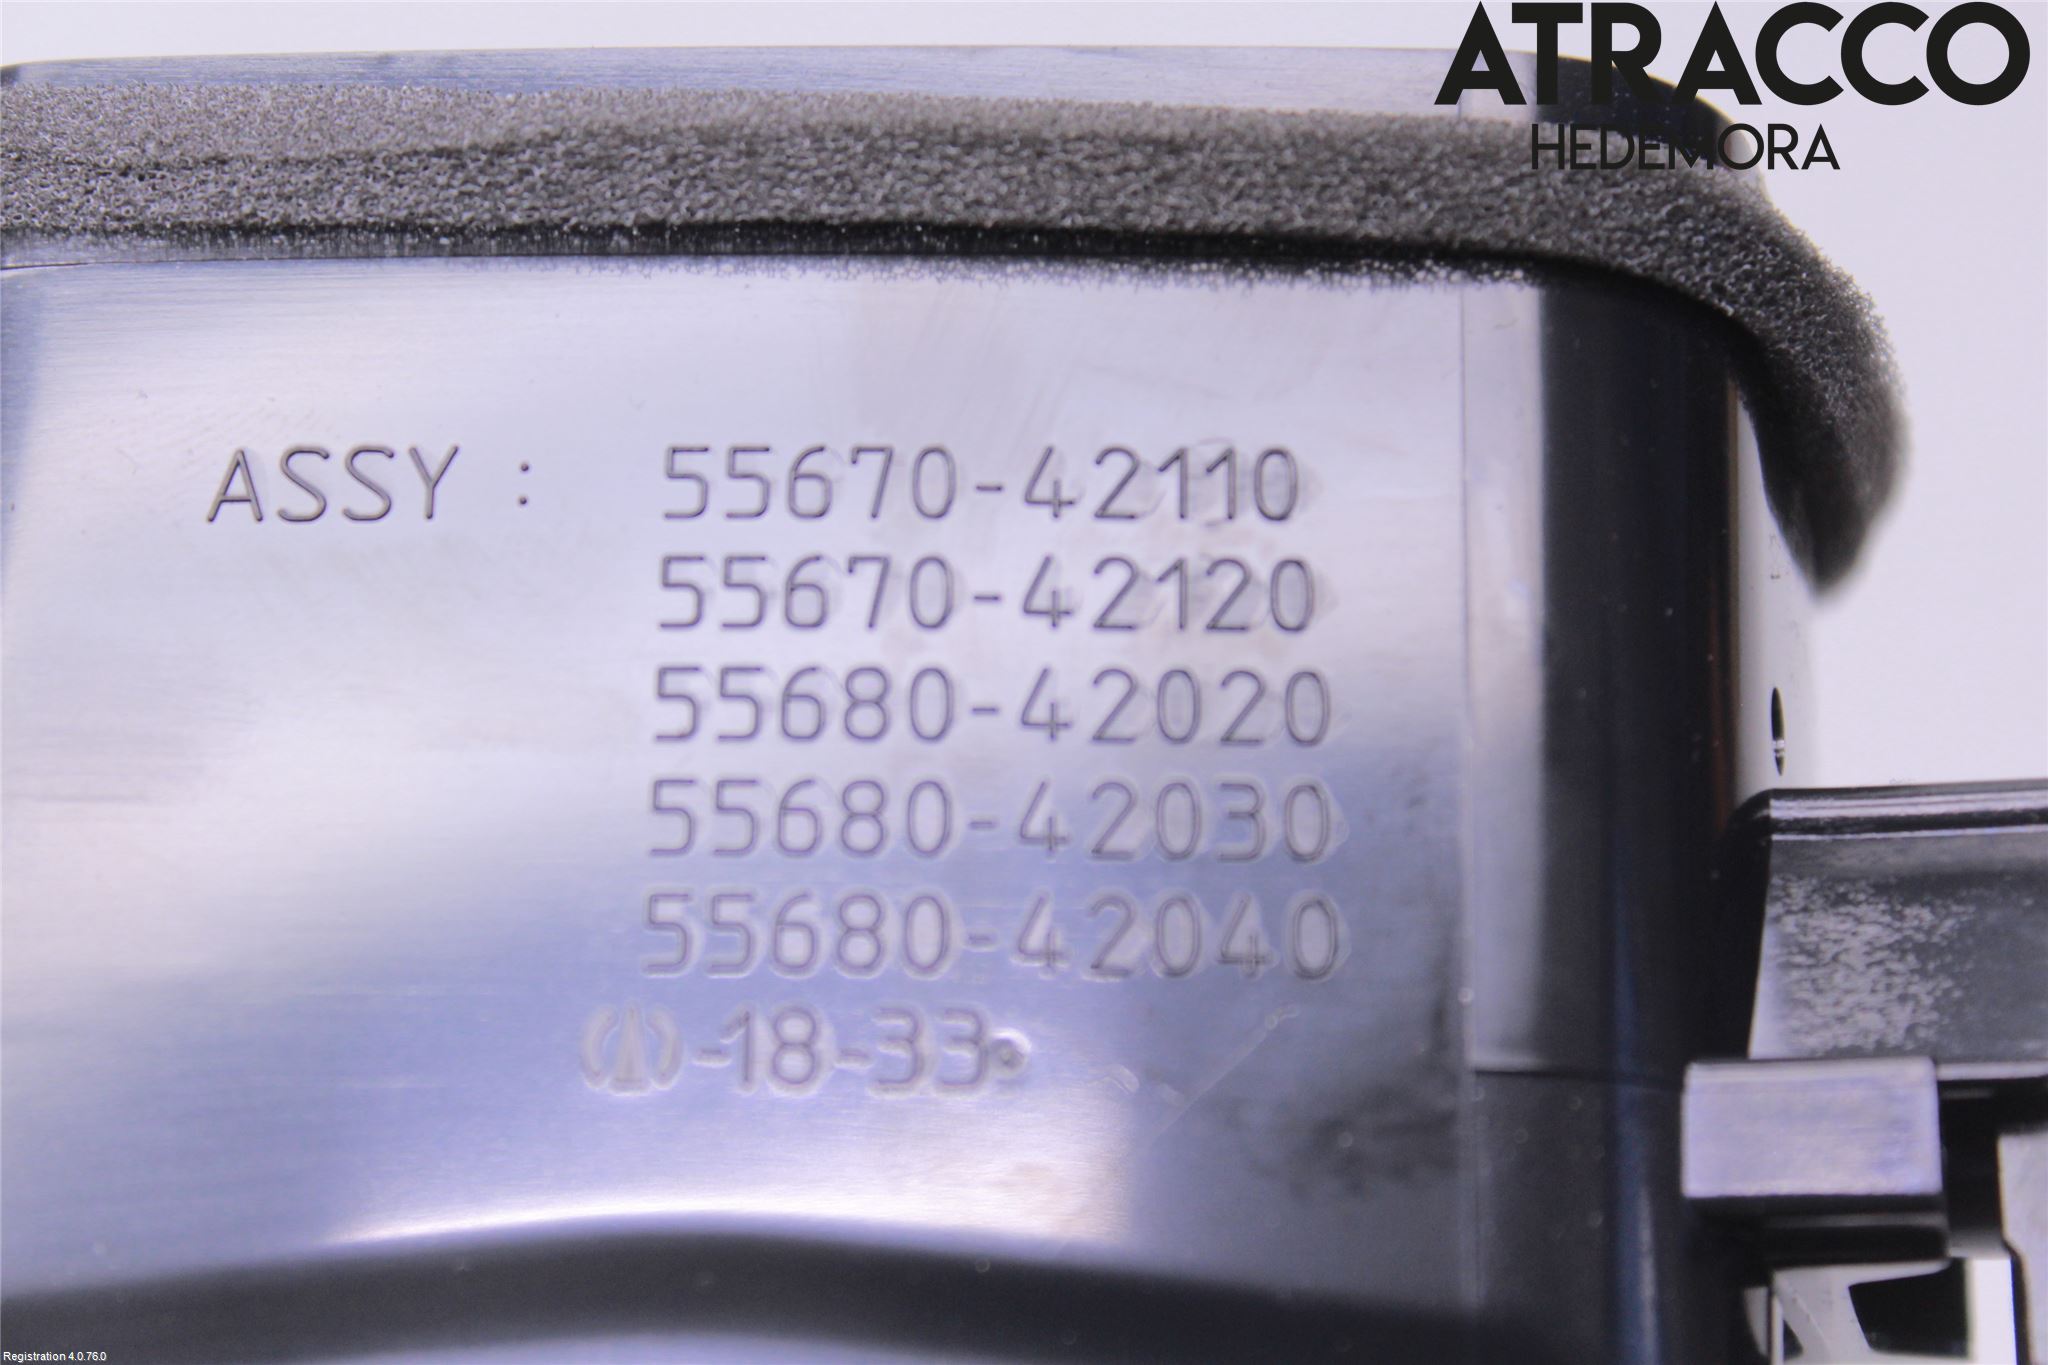 ATRACCO
HEDEMORA
ASSY : 55670-42110
55670-42120
55680-42020
55680-42030
55680-42040
-18-33
Registration 4.0.76.0